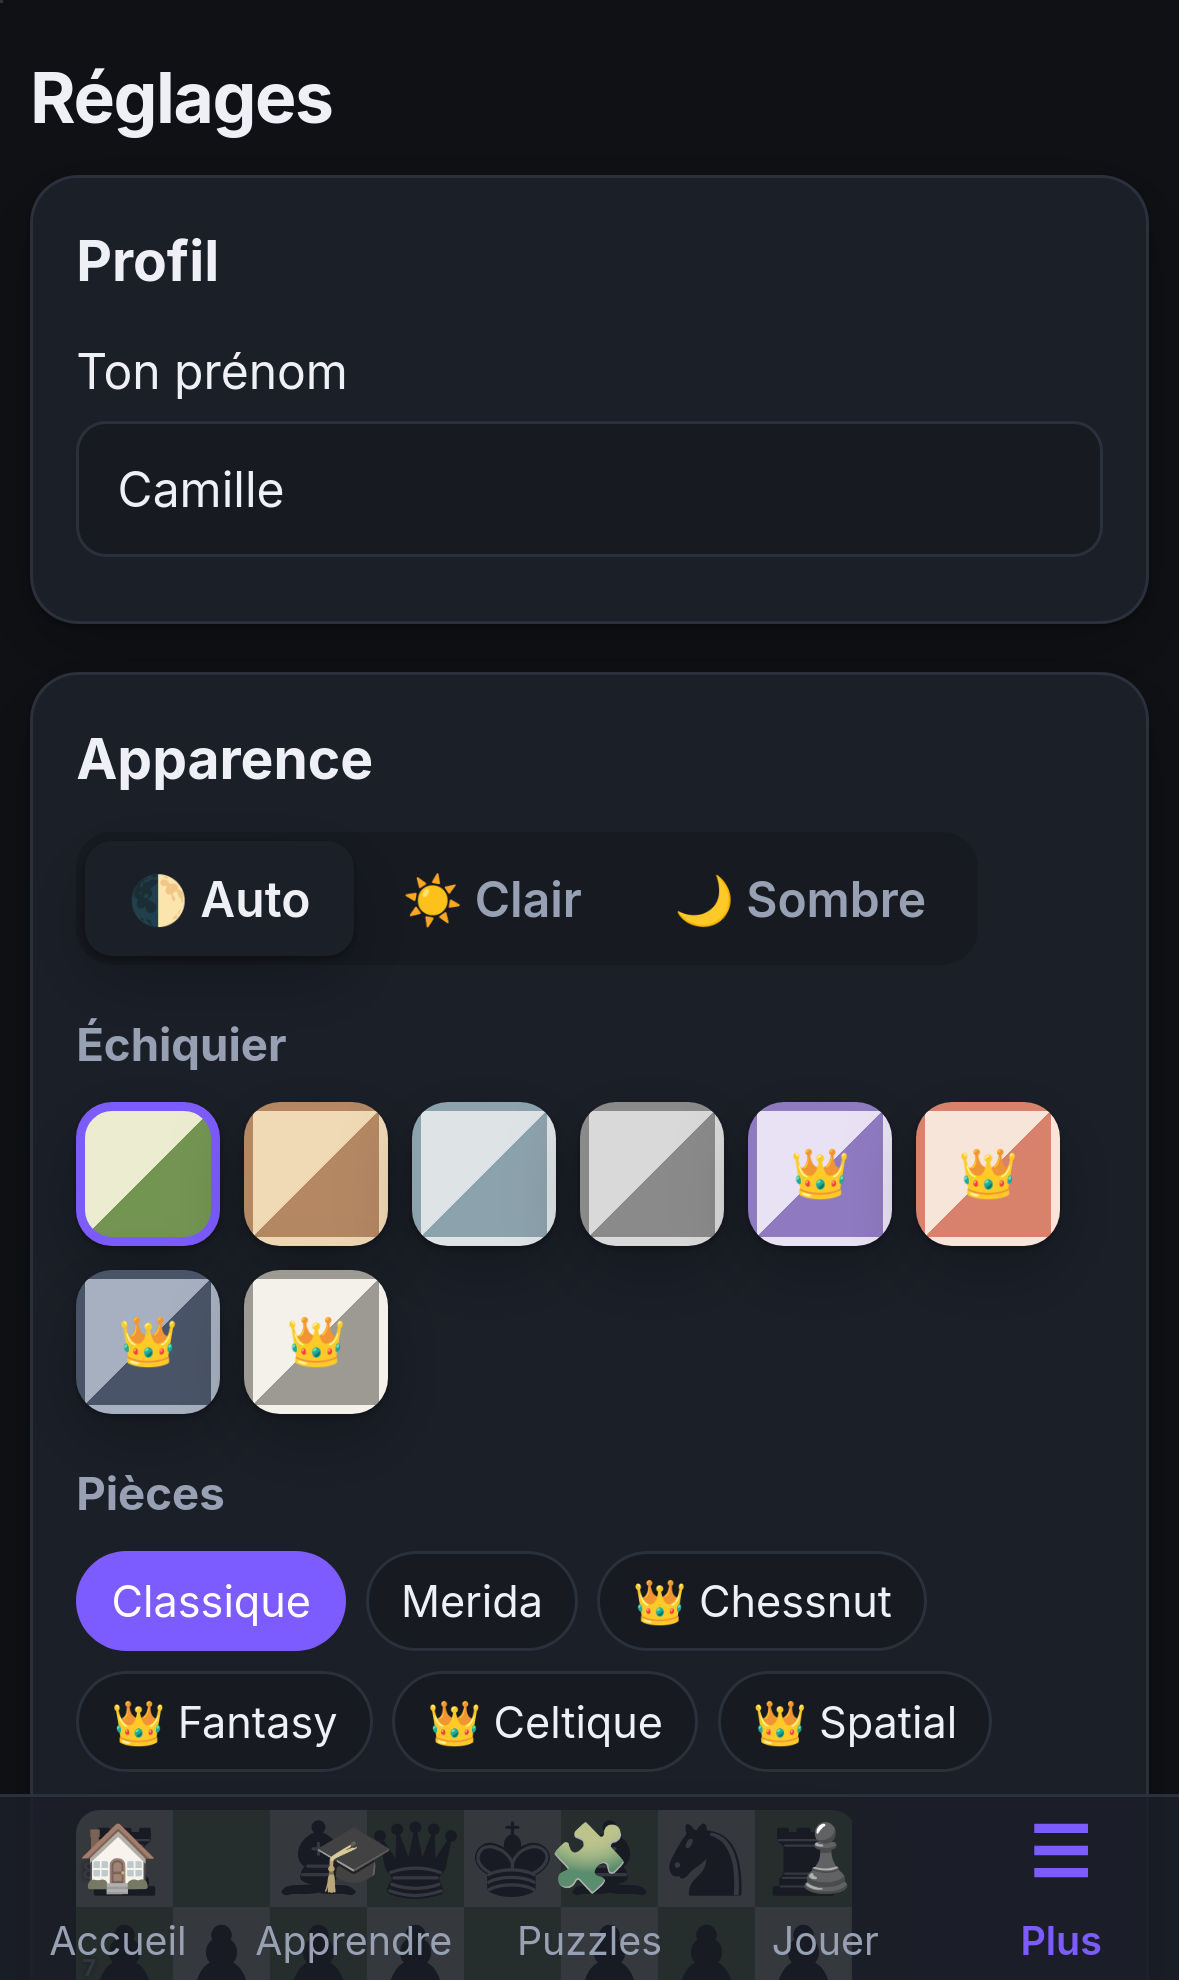 Réglages
Profil
Ton prénom
Camille
Apparence
Auto Clair Sombre
Échiquier
Pièces
Classique Merida Chessnut
Fantasy Celtique Spatial
7
Accueil Apprendre Puzzles Jouer Plus